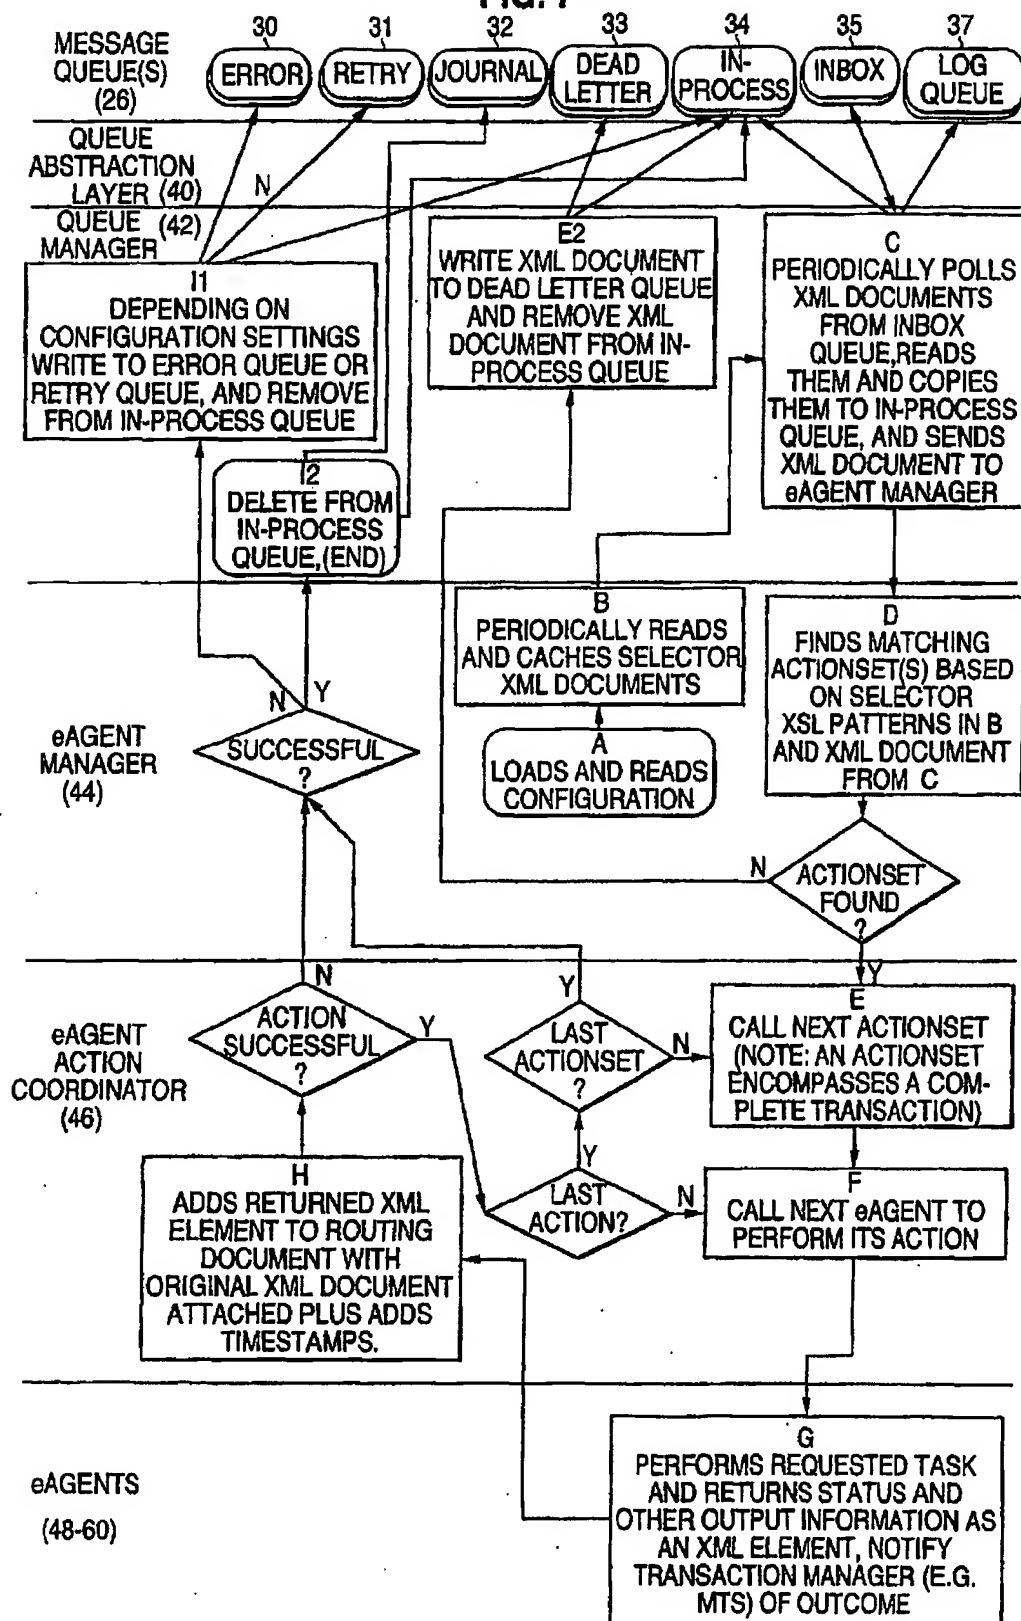 30
31
32
33
34
35
37
MESSAGE
QUEUE(S)
(26)
ERROR
RETRY
JOURNAL
DEAD
LETTER
IN-
PROCESS
INBOX
LOG
QUEUE
QUEUE
ABSTRACTION
LAYER (40)
N
QUEUE (42)
MANAGER
I1
DEPENDING ON
CONFIGURATION SETTINGS
WRITE TO ERROR QUEUE OR
RETRY QUEUE, AND REMOVE
FROM IN-PROCESS QUEUE
E2
WRITE XML DOCUMENT
TO DEAD LETTER QUEUE
AND REMOVE XML
DOCUMENT FROM IN-
PROCESS QUEUE
C
PERIODICALLY POLLS
XML DOCUMENTS
FROM INBOX
QUEUE,READS
THEM AND COPIES
THEM TO IN-PROCESS
QUEUE, AND SENDS
XML DOCUMENT TO
eAGENT MANAGER
I2
DELETE FROM
IN-PROCESS
QUEUE,(END)
B
PERIODICALLY READS
AND CACHES SELECTOR
XML DOCUMENTS
D
FINDS MATCHING
ACTIONSET(S) BASED
ON SELECTOR
XSL PATTERNS IN B
AND XML DOCUMENT
FROM C
eAGENT
MANAGER
(44)
N
Y
SUCCESSFUL
?
A
LOADS AND READS
CONFIGURATION
N
ACTIONSET
FOUND
?
Y
eAGENT
ACTION
COORDINATOR
(46)
N
ACTION
SUCCESSFUL
?
Y
Y
LAST
ACTIONSET
?
N
E
CALL NEXT ACTIONSET
(NOTE: AN ACTIONSET
ENCOMPASSES A COM-
PLETE TRANSACTION)
H
ADDS RETURNED XML
ELEMENT TO ROUTING
DOCUMENT WITH
ORIGINAL XML DOCUMENT
ATTACHED PLUS ADDS
TIMESTAMPS.
Y
LAST
ACTION?
N
F
CALL NEXT eAGENT TO
PERFORM ITS ACTION
eAGENTS
(48-60)
G
PERFORMS REQUESTED TASK
AND RETURNS STATUS AND
OTHER OUTPUT INFORMATION AS
AN XML ELEMENT, NOTIFY
TRANSACTION MANAGER (E.G.
MTS) OF OUTCOME